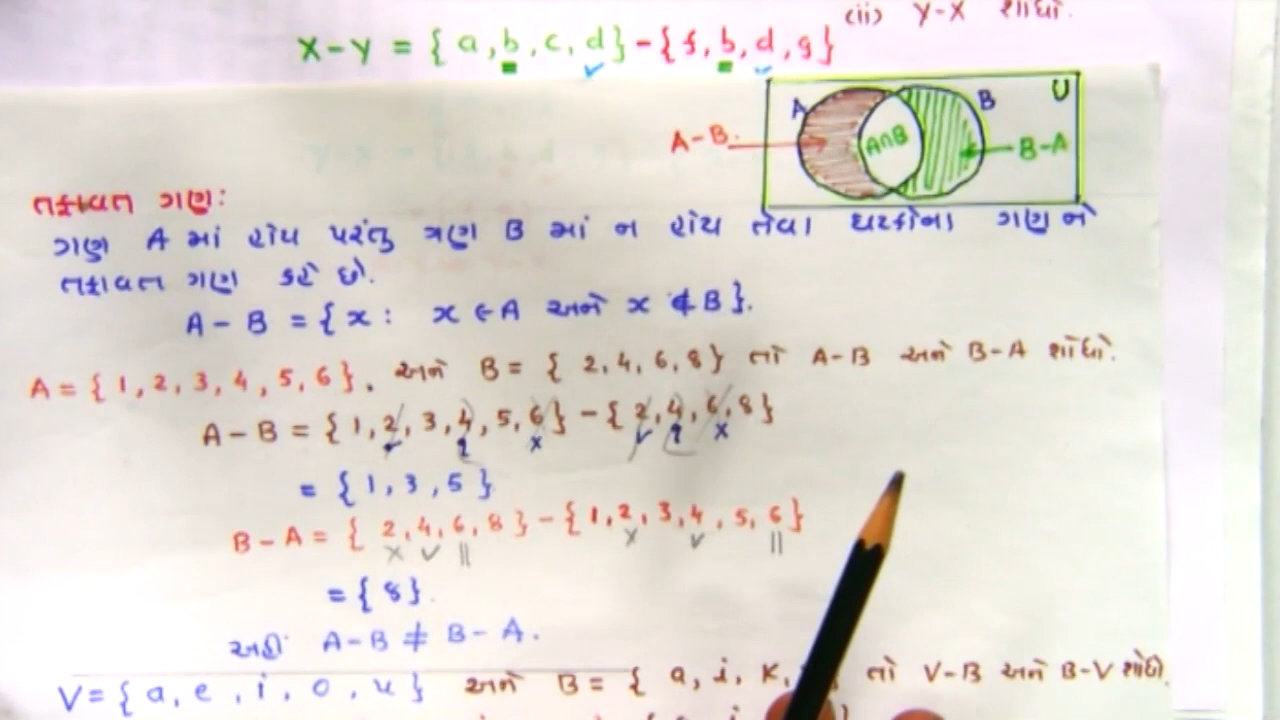 (ii) Y-X શોધો.
X-Y = {a, b, c, d} - {f, b, d, g}
U
A B
A-B A∩B B-A
તફાવત ગણ:
ગણ A માં હોય પરંતુ ગણ B માં ન હોય તેવા ઘટકોના ગણ ને
તફાવત ગણ કહે છે.
A - B = {x : x ∈ A અને x ∉ B}.
A = {1, 2, 3, 4, 5, 6}. અને B = {2, 4, 6, 8} તો A-B અને B-A શોધો.
A-B = {1, 2, 3, 4, 5, 6} - {2, 4, 6, 8}
= {1, 3, 5}
B-A = {2, 4, 6, 8} - {1, 2, 3, 4, 5, 6}
= {8}.
અહીં A-B ≠ B-A.
V = {a, e, i, o, u} અને B = {a, i, k, તો V-B અને B-V શોધો.